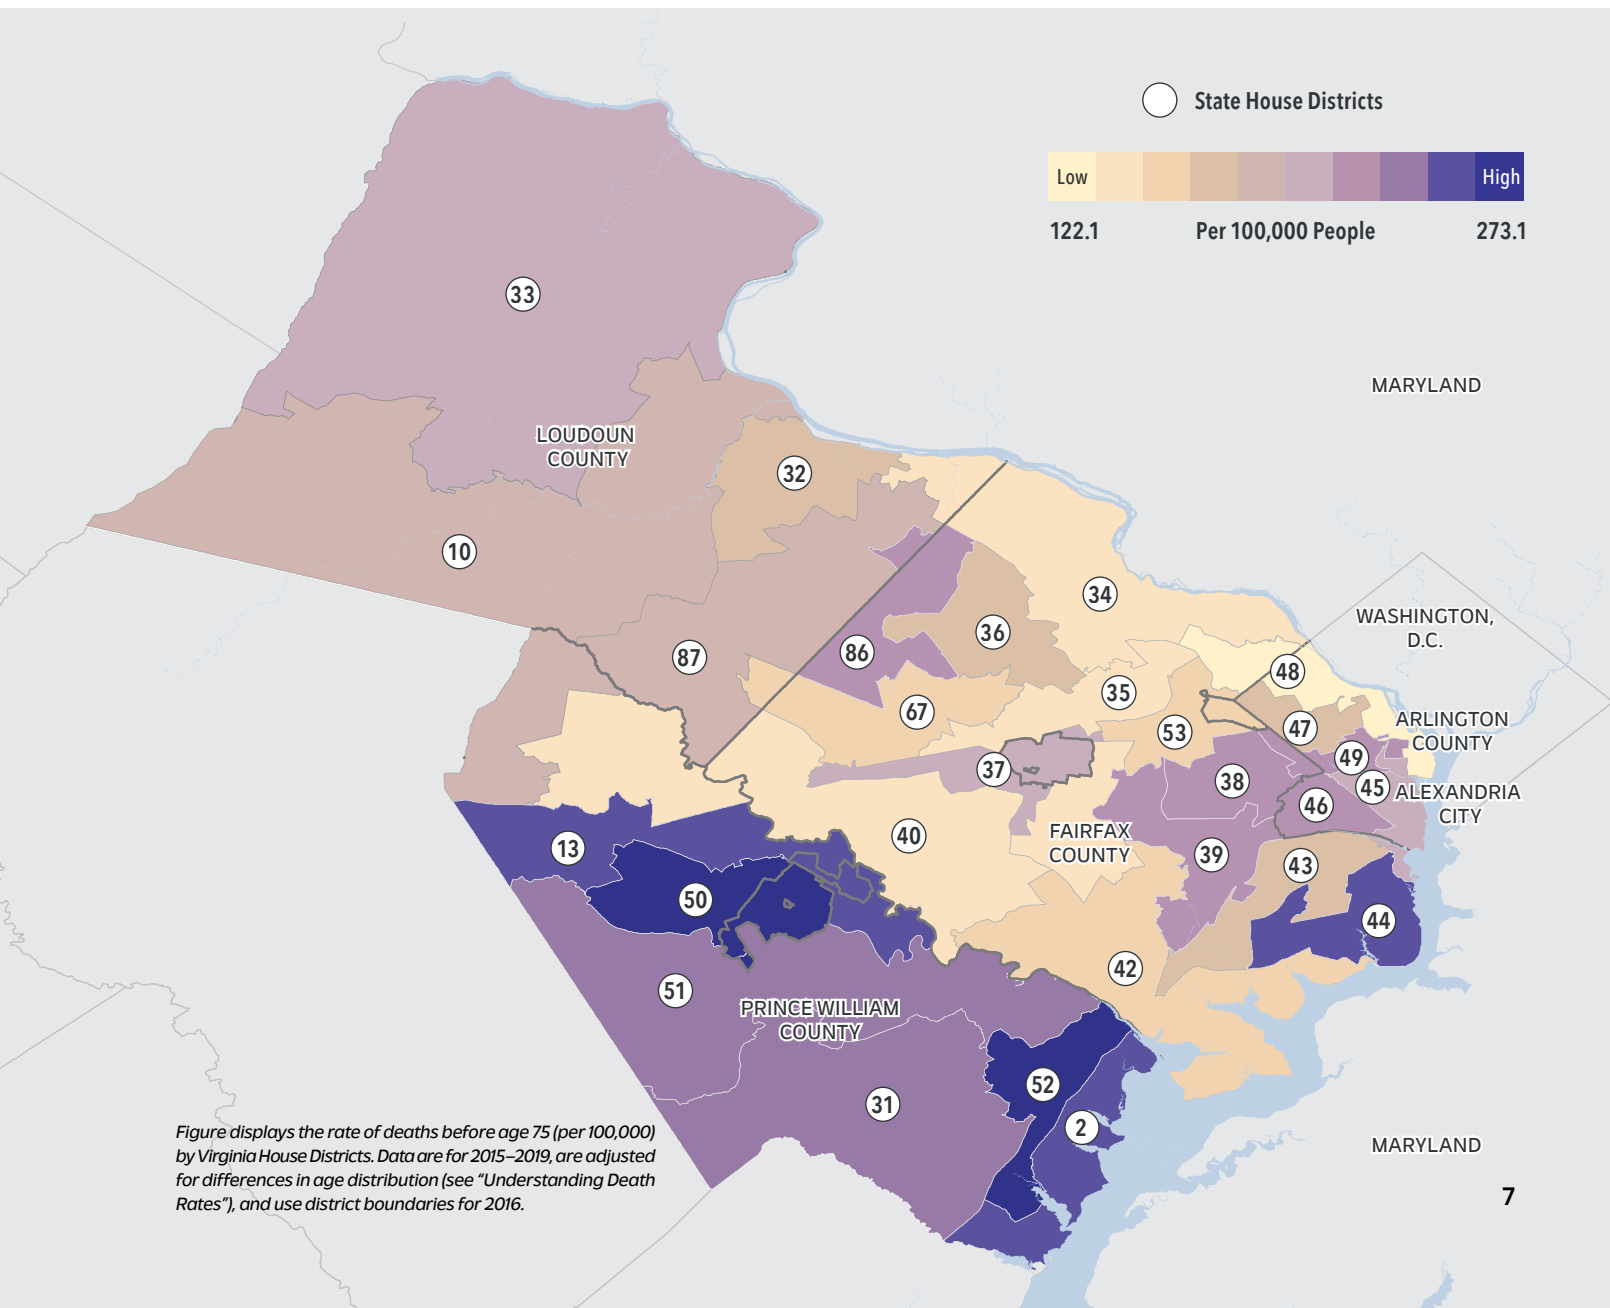 State House Districts
Low
High
122.1
Per 100,000 People
273.1
33
MARYLAND
LOUDOUN
COUNTY
32
10
34
WASHINGTON,
D.C.
36
86
87
48
35
67
47
ARLINGTON
COUNTY
53
49
37
38
45
ALEXANDRIA
CITY
46
40
FAIRFAX
COUNTY
13
39
43
50
44
42
51
PRINCE WILLIAM
COUNTY
52
31
2
Figure displays the rate of deaths before age 75 (per 100,000)
by Virginia House Districts. Data are for 2015–2019, are adjusted
for differences in age distribution (see “Understanding Death
Rates”), and use district boundaries for 2016.
MARYLAND
7